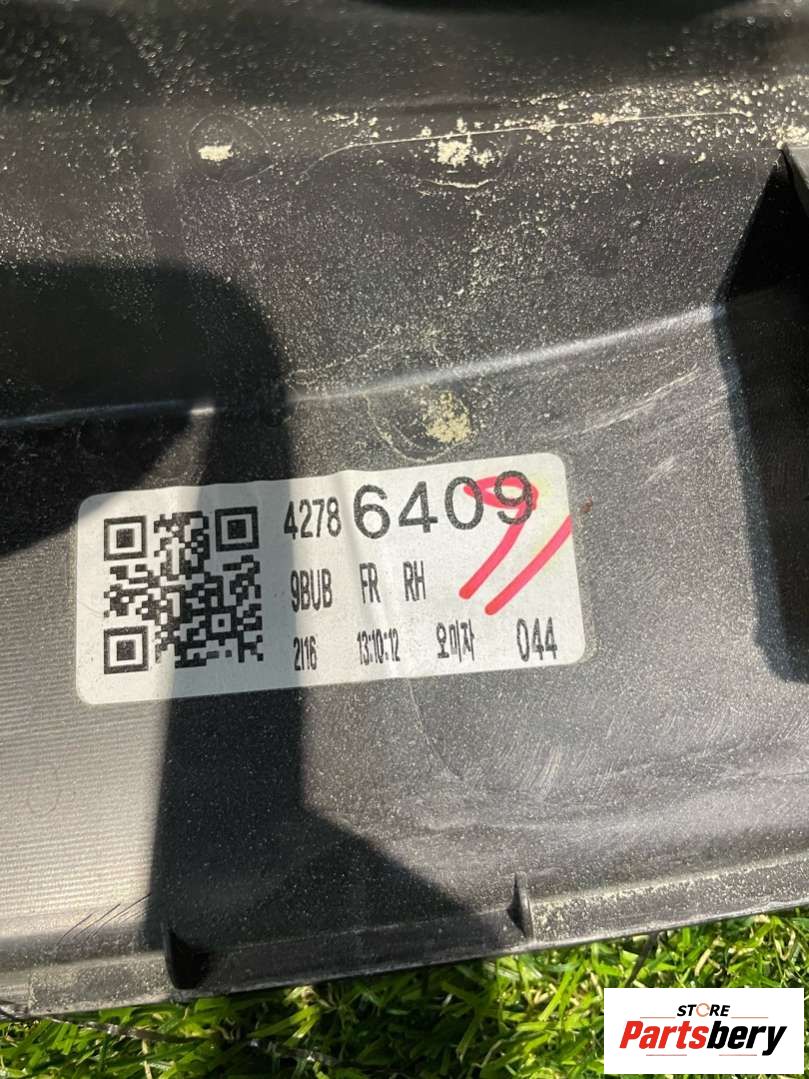 4278 6409
9BUB FR RH
2116 13:10:12 오미자 044
STORE
Partsbery